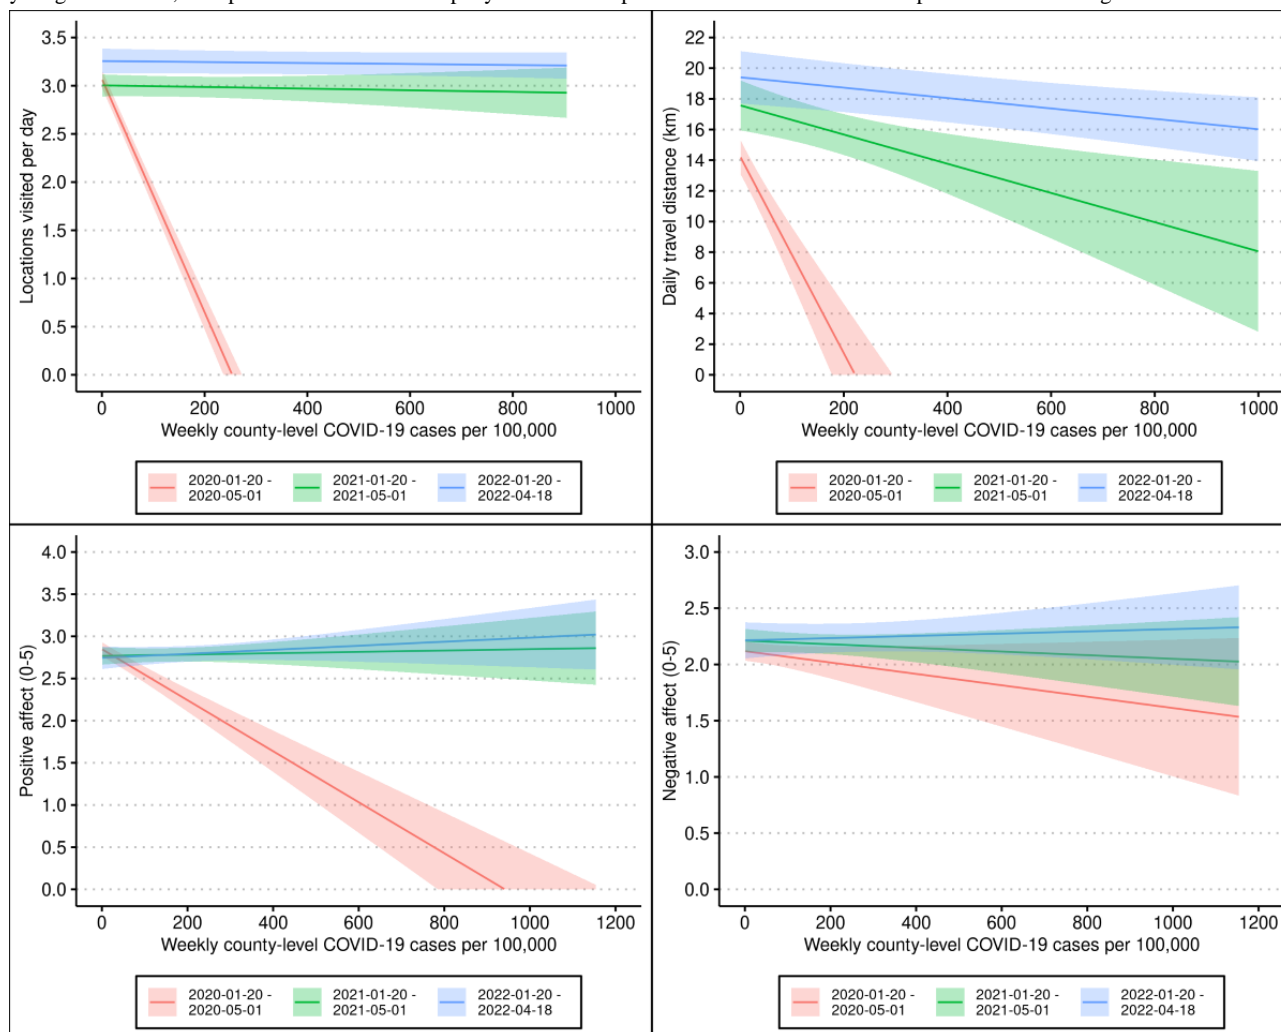 3.5
3.0
2.5
2.0
1.5
1.0
0.5
0.0
Locations visited per day
0 200 400 600 800 1000
Weekly county-level COVID-19 cases per 100,000
2020-01-20 - 2021-01-20 - 2022-01-20 -
2020-05-01 2021-05-01 2022-04-18
22
20
18
16
14
12
10
8
6
4
2
0
Daily travel distance (km)
0 200 400 600 800 1000
Weekly county-level COVID-19 cases per 100,000
2020-01-20 - 2021-01-20 - 2022-01-20 -
2020-05-01 2021-05-01 2022-04-18
4.0
3.5
3.0
2.5
2.0
1.5
1.0
0.5
0.0
Positive affect (0-5)
0 200 400 600 800 1000 1200
Weekly county-level COVID-19 cases per 100,000
2020-01-20 - 2021-01-20 - 2022-01-20 -
2020-05-01 2021-05-01 2022-04-18
3.0
2.5
2.0
1.5
1.0
0.5
0.0
Negative affect (0-5)
0 200 400 600 800 1000 1200
Weekly county-level COVID-19 cases per 100,000
2020-01-20 - 2021-01-20 - 2022-01-20 -
2020-05-01 2021-05-01 2022-04-18